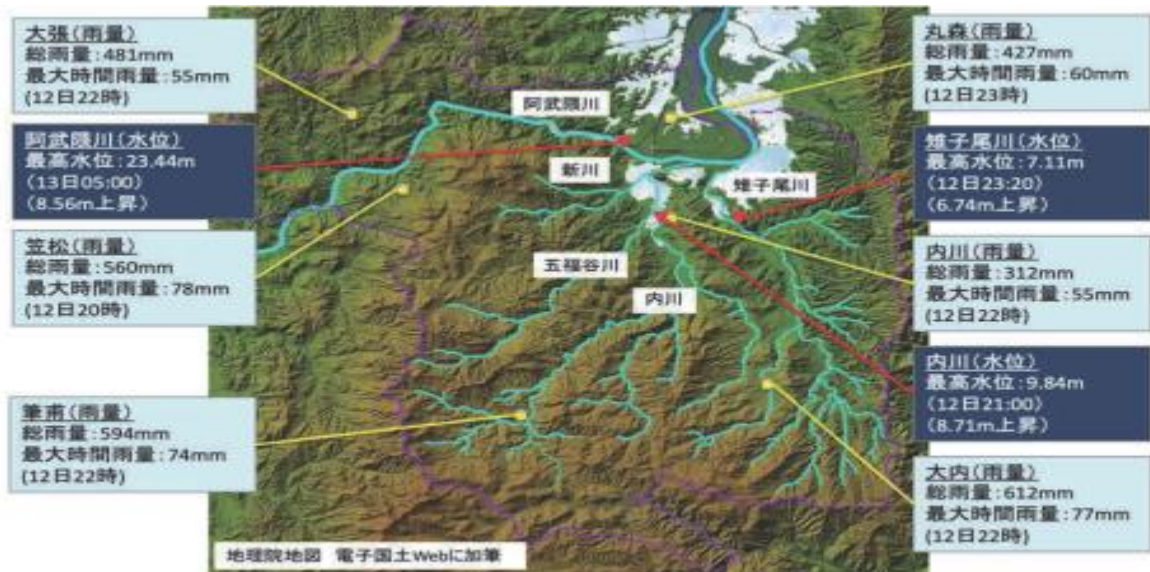 大張(雨量)
総雨量:481mm
最大時間雨量:55mm
(12日22時)
阿武隈川(水位)
最高水位:23.44m
(13日05:00)
(8.56m上昇)
笠松(雨量)
総雨量:560mm
最大時間雨量:78mm
(12日20時)
筆甫(雨量)
総雨量:594mm
最大時間雨量:74mm
(12日22時)
阿武隈川
新川
雉子尾川
五福谷川
内川
地理院地図 電子国土Webに加筆
丸森(雨量)
総雨量:427mm
最大時間雨量:60mm
(12日23時)
雉子尾川(水位)
最高水位:7.11m
(12日23:20)
(6.74m上昇)
内川(雨量)
総雨量:312mm
最大時間雨量:55mm
(12日22時)
内川(水位)
最高水位:9.84m
(12日21:00)
(8.71m上昇)
大内(雨量)
総雨量:612mm
最大時間雨量:77mm
(12日22時)